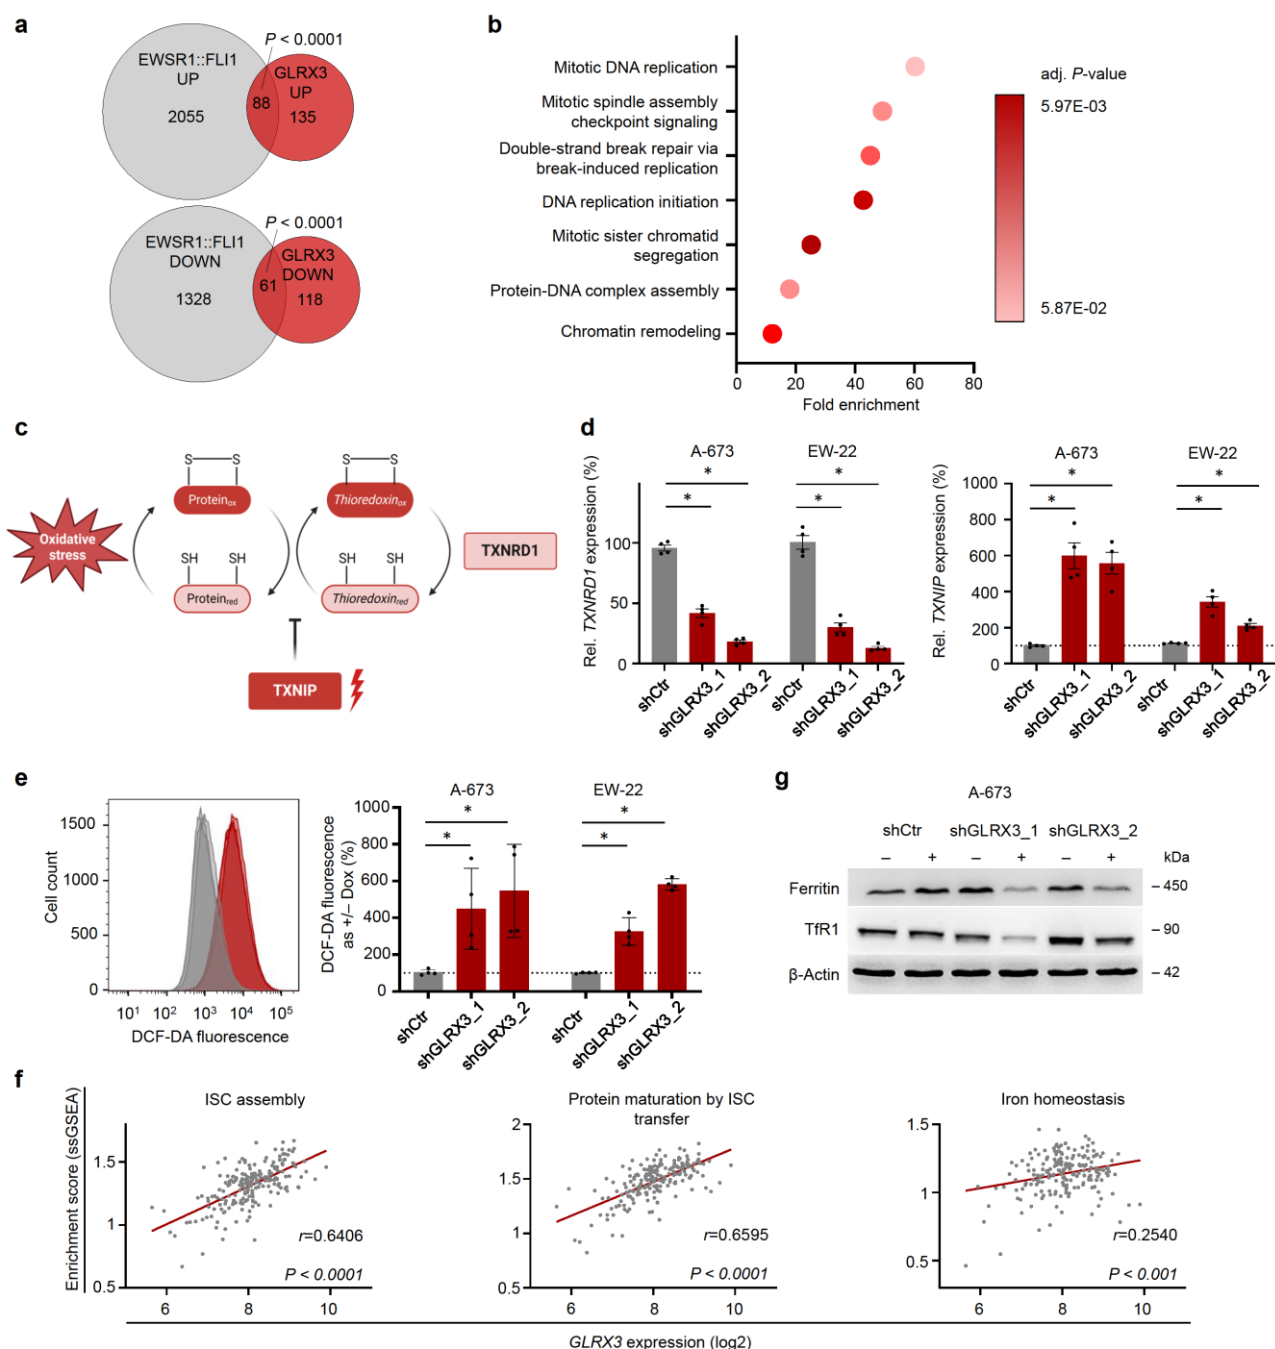 a
P < 0.0001
EWSR1::FLI1
UP
GLRX3
UP
88
2055
135
P < 0.0001
EWSR1::FLI1
DOWN
GLRX3
DOWN
61
1328
118
b
Mitotic DNA replication
Mitotic spindle assembly
checkpoint signaling
Double-strand break repair via
break-induced replication
DNA replication initiation
Mitotic sister chromatid
segregation
Protein-DNA complex assembly
Chromatin remodeling
0 20 40 60 80
Fold enrichment
adj. P-value
5.97E-03
5.87E-02
c
S S
S S
Proteinox
Thioredoxinox
Oxidative
stress
SH SH
SH SH
TXNRD1
Proteinred
Thioredoxinred
TXNIP
d
A-673
EW-22
Rel. TXNRD1 expression (%)
100
50
0
* * * *
shCtr
shGLRX3_1
shGLRX3_2
shCtr
shGLRX3_1
shGLRX3_2
A-673
EW-22
Rel. TXNIP expression (%)
1000
800
600
400
200
0
* * * *
shCtr
shGLRX3_1
shGLRX3_2
shCtr
shGLRX3_1
shGLRX3_2
e
Cell count
1500
1000
500
0
101 102 103 104 105
DCF-DA fluorescence
A-673
EW-22
DCF-DA fluorescence
as +/– Dox (%)
1000
800
600
400
200
0
* * * *
shCtr
shGLRX3_1
shGLRX3_2
shCtr
shGLRX3_1
shGLRX3_2
g
A-673
shCtr shGLRX3_1 shGLRX3_2
– + – + – + kDa
Ferritin – 450
TfR1 – 90
β-Actin – 42
f
Enrichment score (ssGSEA)
ISC assembly
1.5
1
0.5
r=0.6406
P < 0.0001
6 8 10
Protein maturation by ISC
transfer
2
1.5
1
0.5
r=0.6595
P < 0.0001
6 8 10
Iron homeostasis
1.5
1
0.5
r=0.2540
P < 0.001
6 8 10
GLRX3 expression (log2)